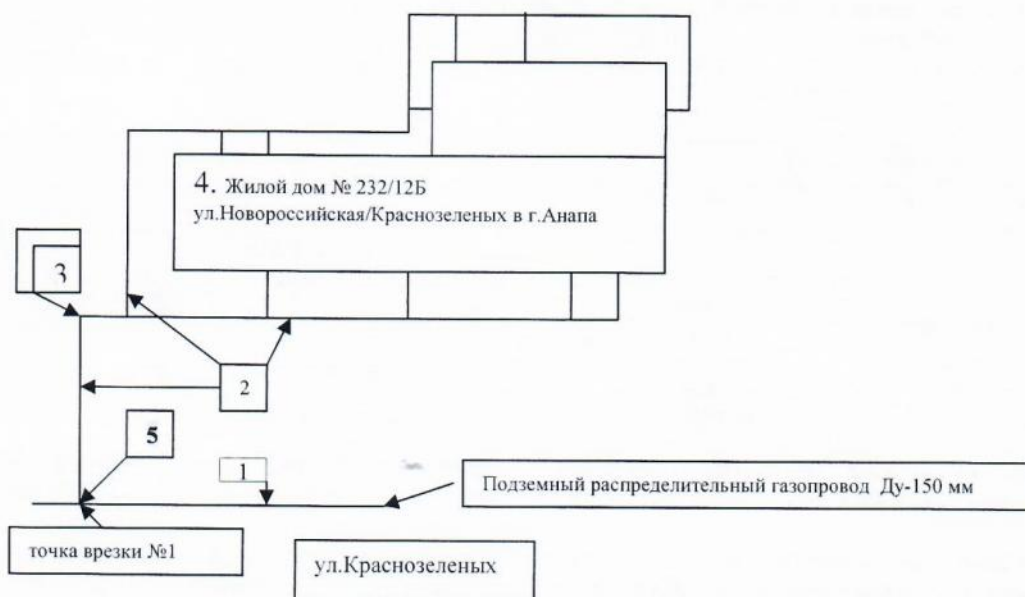 4. Жилой дом № 232/12Б
ул.Новороссийская/Краснозеленых в г.Анапа
3
2
5
1
Подземный распределительный газопровод Ду-150 мм
точка врезки №1
ул.Краснозеленых